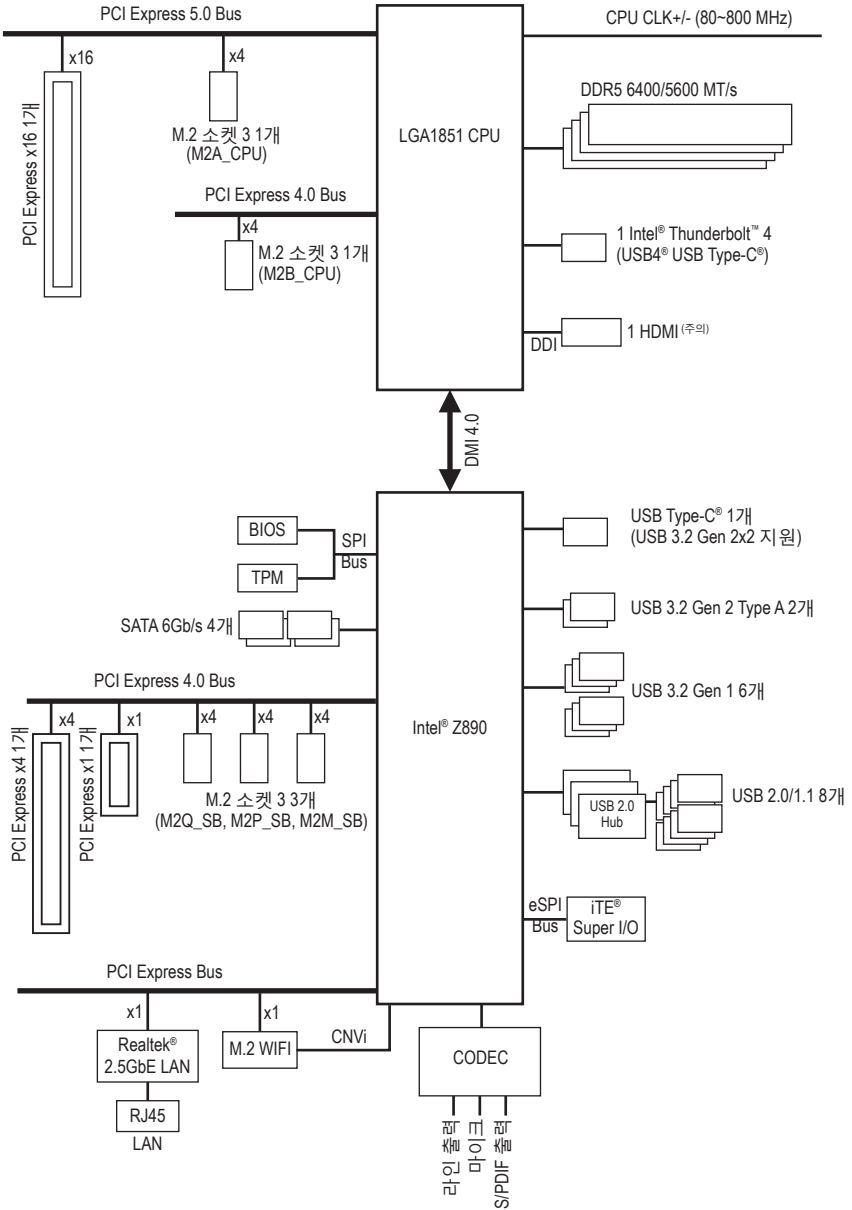 PCI Express 5.0 Bus
CPU CLK+/- (80~800 MHz)
x16
x4
PCI Express x16 1개
M.2 소켓 3 1개
(M2A_CPU)
LGA1851 CPU
DDR5 6400/5600 MT/s
PCI Express 4.0 Bus
x4
M.2 소켓 3 1개
(M2B_CPU)
1 Intel® Thunderbolt™ 4
(USB4® USB Type-C®)
DDI
1 HDMI (주의)
DMI 4.0
BIOS
TPM
SPI
Bus
USB Type-C® 1개
(USB 3.2 Gen 2x2 지원)
SATA 6Gb/s 4개
USB 3.2 Gen 2 Type A 2개
PCI Express 4.0 Bus
USB 3.2 Gen 1 6개
x4
x1
x4
x4
x4
PCI Express x4 1개
PCI Express x1 1개
Intel® Z890
M.2 소켓 3 3개
(M2Q_SB, M2P_SB, M2M_SB)
USB 2.0
Hub
USB 2.0/1.1 8개
eSPI
Bus
iTE®
Super I/O
PCI Express Bus
x1
x1
Realtek®
2.5GbE LAN
M.2 WIFI
CNVi
CODEC
RJ45
LAN
라인 출력
마이크
S/PDIF 출력